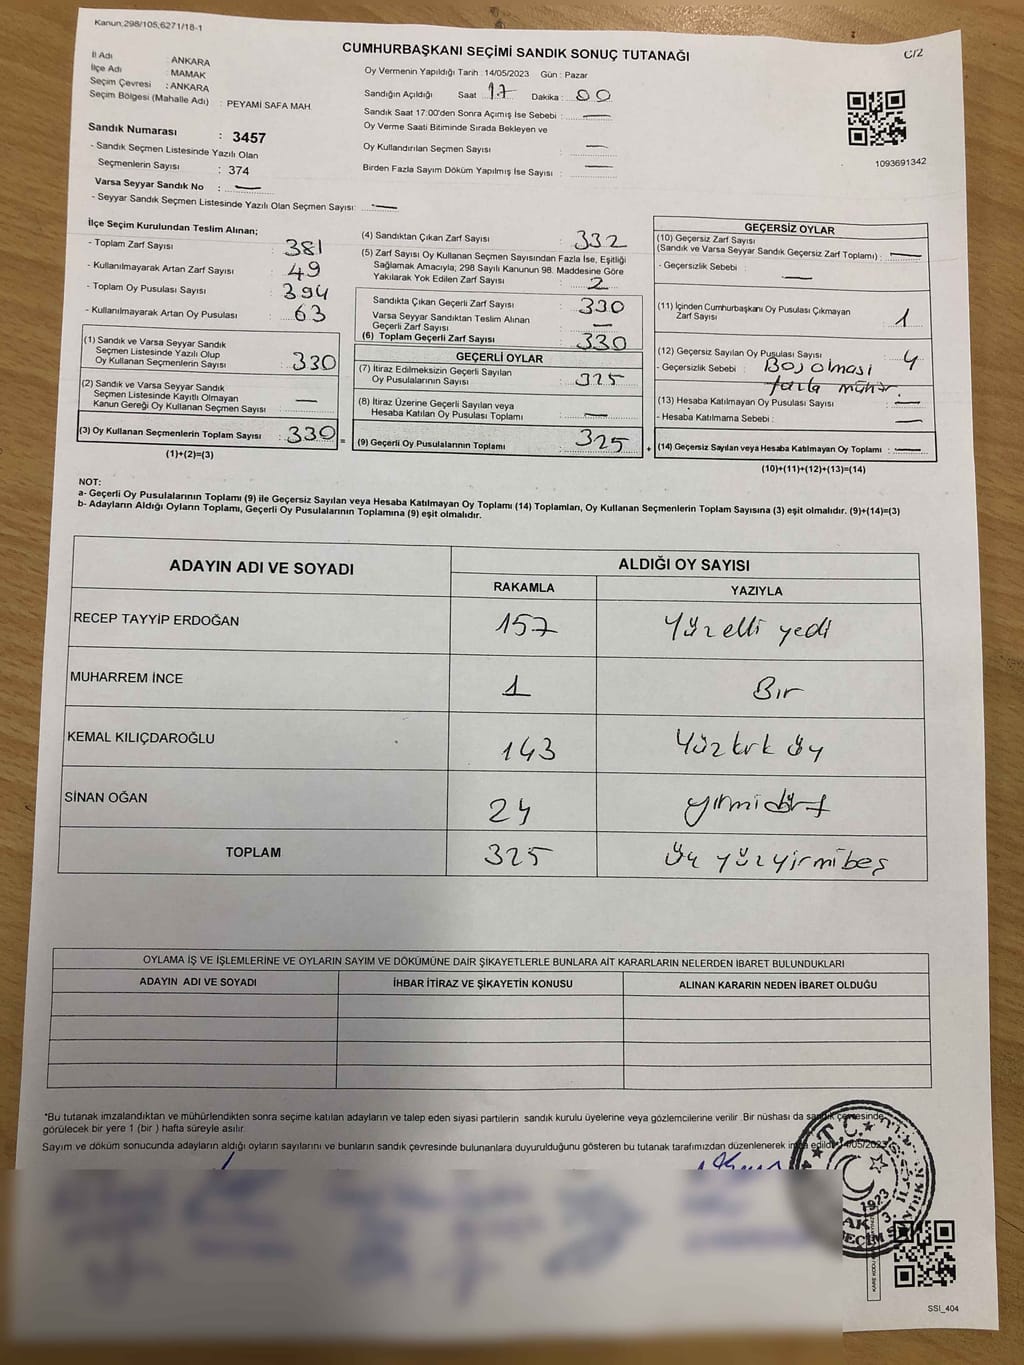 Kanun,298/105,6271/18-1
C/2
CUMHURBAŞKANI SEÇİMİ SANDIK SONUÇ TUTANAĞI
İl Adı : ANKARA
İlçe Adı : MAMAK
Seçim Çevresi : ANKARA
Seçim Bölgesi (Mahalle Adı) : PEYAMİ SAFA MAH.
Sandık Numarası : 3457
- Sandık Seçmen Listesinde Yazılı Olan
Seçmenlerin Sayısı : 374
Varsa Seyyar Sandık No : —
- Seyyar Sandık Seçmen Listesinde Yazılı Olan Seçmen Sayısı: —
Oy Vermenin Yapıldığı Tarih : 14/05/2023 Gün : Pazar
Sandığın Açıldığı Saat 17 Dakika : 00
Sandık Saat 17:00'den Sonra Açımış İse Sebebi : —
Oy Verme Saati Bitiminde Sırada Bekleyen ve
Oy Kullandırılan Seçmen Sayısı : —
Birden Fazla Sayım Döküm Yapılmış İse Sayısı : —
1093691342
İlçe Seçim Kurulundan Teslim Alınan;
- Toplam Zarf Sayısı : 381
- Kullanılmayarak Artan Zarf Sayısı : 49
- Toplam Oy Pusulası Sayısı : 394
- Kullanılmayarak Artan Oy Pusulası : 63
(1) Sandık ve Varsa Seyyar Sandık
Seçmen Listesinde Yazılı Olup
Oy Kullanan Seçmenlerin Sayısı : 330
(2) Sandık ve Varsa Seyyar Sandık
Seçmen Listesinde Kayıtlı Olmayan
Kanun Gereği Oy Kullanan Seçmen Sayısı : —
(3) Oy Kullanan Seçmenlerin Toplam Sayısı : 330 =
(1)+(2)=(3)
(4) Sandıktan Çıkan Zarf Sayısı : 332
(5) Zarf Sayısı Oy Kullanan Seçmen Sayısından Fazla İse, Eşitliği
Sağlamak Amacıyla; 298 Sayılı Kanunun 98. Maddesine Göre
Yakılarak Yok Edilen Zarf Sayısı : 2
Sandıkta Çıkan Geçerli Zarf Sayısı : 330
Varsa Seyyar Sandıktan Teslim Alınan
Geçerli Zarf Sayısı : —
(6) Toplam Geçerli Zarf Sayısı : 330
GEÇERLİ OYLAR
(7) İtiraz Edilmeksizin Geçerli Sayılan
Oy Pusulalarının Sayısı : 325
(8) İtiraz Üzerine Geçerli Sayılan veya
Hesaba Katılan Oy Pusulası Toplamı : —
(9) Geçerli Oy Pusulalarının Toplamı : 325 +
GEÇERSİZ OYLAR
(10) Geçersiz Zarf Sayısı
(Sandık ve Varsa Seyyar Sandık Geçersiz Zarf Toplamı) : —
- Geçersizlik Sebebi : —
(11) İçinden Cumhurbaşkanı Oy Pusulası Çıkmayan
Zarf Sayısı : 1
(12) Geçersiz Sayılan Oy Pusulası Sayısı : 4
- Geçersizlik Sebebi : Boş olması
fazla mühür
(13) Hesaba Katılmayan Oy Pusulası Sayısı : —
- Hesaba Katılmama Sebebi : —
(14) Geçersiz Sayılan veya Hesaba Katılmayan Oy Toplamı : —
(10)+(11)+(12)+(13)=(14)
NOT:
a- Geçerli Oy Pusulalarının Toplamı (9) ile Geçersiz Sayılan veya Hesaba Katılmayan Oy Toplamı (14) Toplamları, Oy Kullanan Seçmenlerin Toplam Sayısına (3) eşit olmalıdır. (9)+(14)=(3)
b- Adayların Aldığı Oyların Toplamı, Geçerli Oy Pusulalarının Toplamına (9) eşit olmalıdır.
ADAYIN ADI VE SOYADI ALDIĞI OY SAYISI
RAKAMLA YAZIYLA
RECEP TAYYİP ERDOĞAN 157 Yüz elli yedi
MUHARREM İNCE 1 Bir
KEMAL KILIÇDAROĞLU 143 Yüz kırk üç
SİNAN OĞAN 24 yirmi dört
TOPLAM 325 Üç yüz yirmi beş
OYLAMA İŞ VE İŞLEMLERİNE VE OYLARIN SAYIM VE DÖKÜMÜNE DAİR ŞİKAYETLERLE BUNLARA AİT KARARLARIN NELERDEN İBARET BULUNDUKLARI
ADAYIN ADI VE SOYADI İHBAR İTİRAZ VE ŞİKAYETİN KONUSU ALINAN KARARIN NEDEN İBARET OLDUĞU
*Bu tutanak imzalandıktan ve mühürlendikten sonra seçime katılan adayların ve talep eden siyasi partilerin sandık kurulu üyelerine veya gözlemcilerine verilir. Bir nüshası da sandık çevresinde
görülecek bir yere 1 (bir ) hafta süreyle asılır.
Sayım ve döküm sonucunda adayların aldığı oyların sayılarını ve bunların sandık çevresinde bulunanlara duyurulduğunu gösteren bu tutanak tarafımızdan düzenlenerek imza edildi. 14/05/2023
T.C.
1923
SSI_404